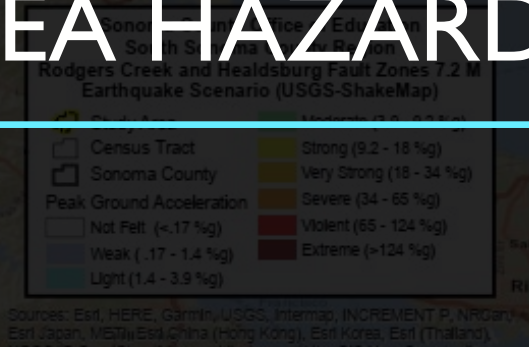 EA HAZARD
Sonoma County Office of Education
South Sonoma County Region
Rodgers Creek and Healdsburg Fault Zones 7.2 M
Earthquake Scenario (USGS-ShakeMap)
Study Area
Census Tract
Sonoma County
Peak Ground Acceleration
Not Felt (<.17 %g)
Weak ( .17 - 1.4 %g)
Light (1.4 - 3.9 %g)
Moderate (3.9 - 9.2 %g)
Strong (9.2 - 18 %g)
Very Strong (18 - 34 %g)
Severe (34 - 65 %g)
Violent (65 - 124 %g)
Extreme (>124 %g)
Sources: Esri, HERE, Garmin, USGS, Intermap, INCREMENT P, NRCan,
Esri Japan, METI, Esri China (Hong Kong), Esri Korea, Esri (Thailand),